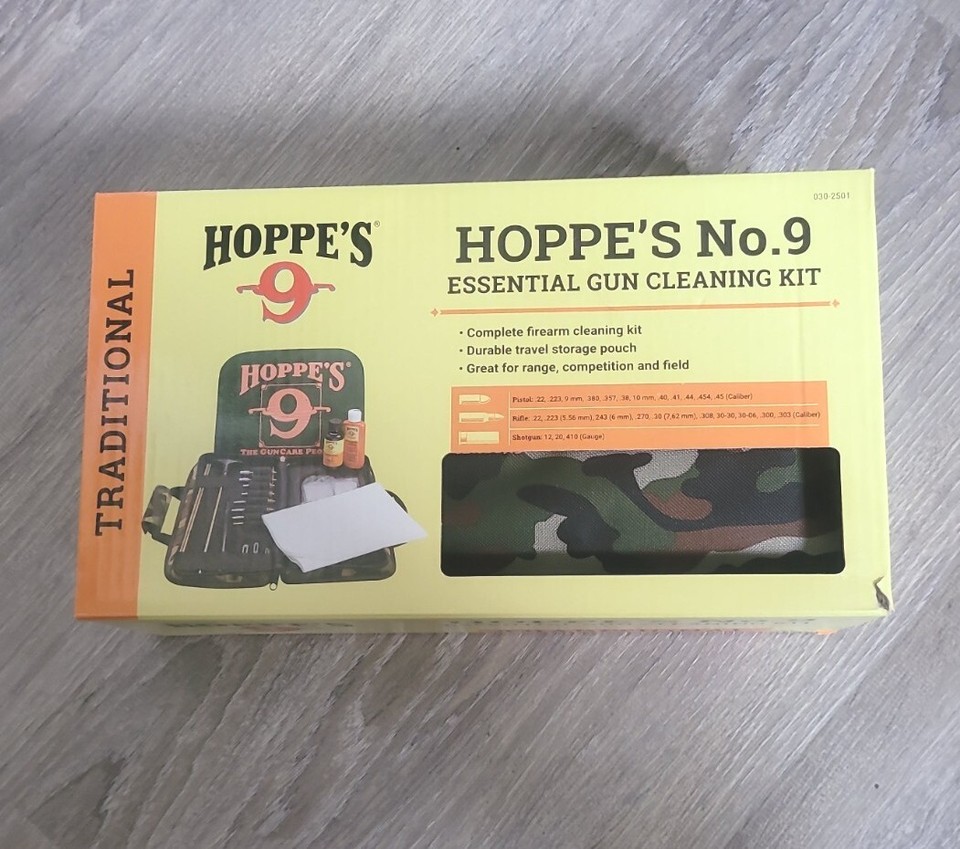 030-2501
TRADITIONAL
HOPPE'S®
9
HOPPE'S No.9
ESSENTIAL GUN CLEANING KIT
• Complete firearm cleaning kit
• Durable travel storage pouch
• Great for range, competition and field
Pistol: .22, .223, 9 mm, .380, .357, .38, 10 mm, .40, .41, .44, .454, .45 (Caliber)
Rifle: .22, .223 (5.56 mm), .243 (6 mm), .270, .30 (7.62 mm), .308, 30-30, 30-06, .300, .303 (Caliber)
Shotgun: 12, 20, 410 (Gauge)
HOPPE'S®
9
THE GUNCARE